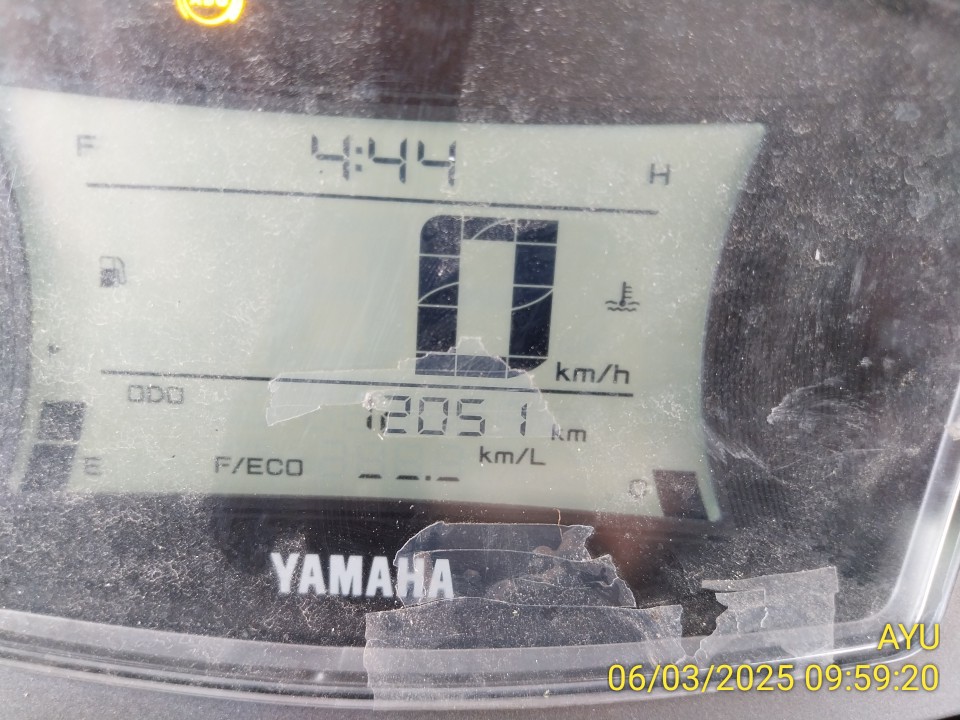 F 4:44 H
0 km/h
ODO 12051 km
F/ECO km/L
E C
YAMAHA
AYU
06/03/2025 09:59:20